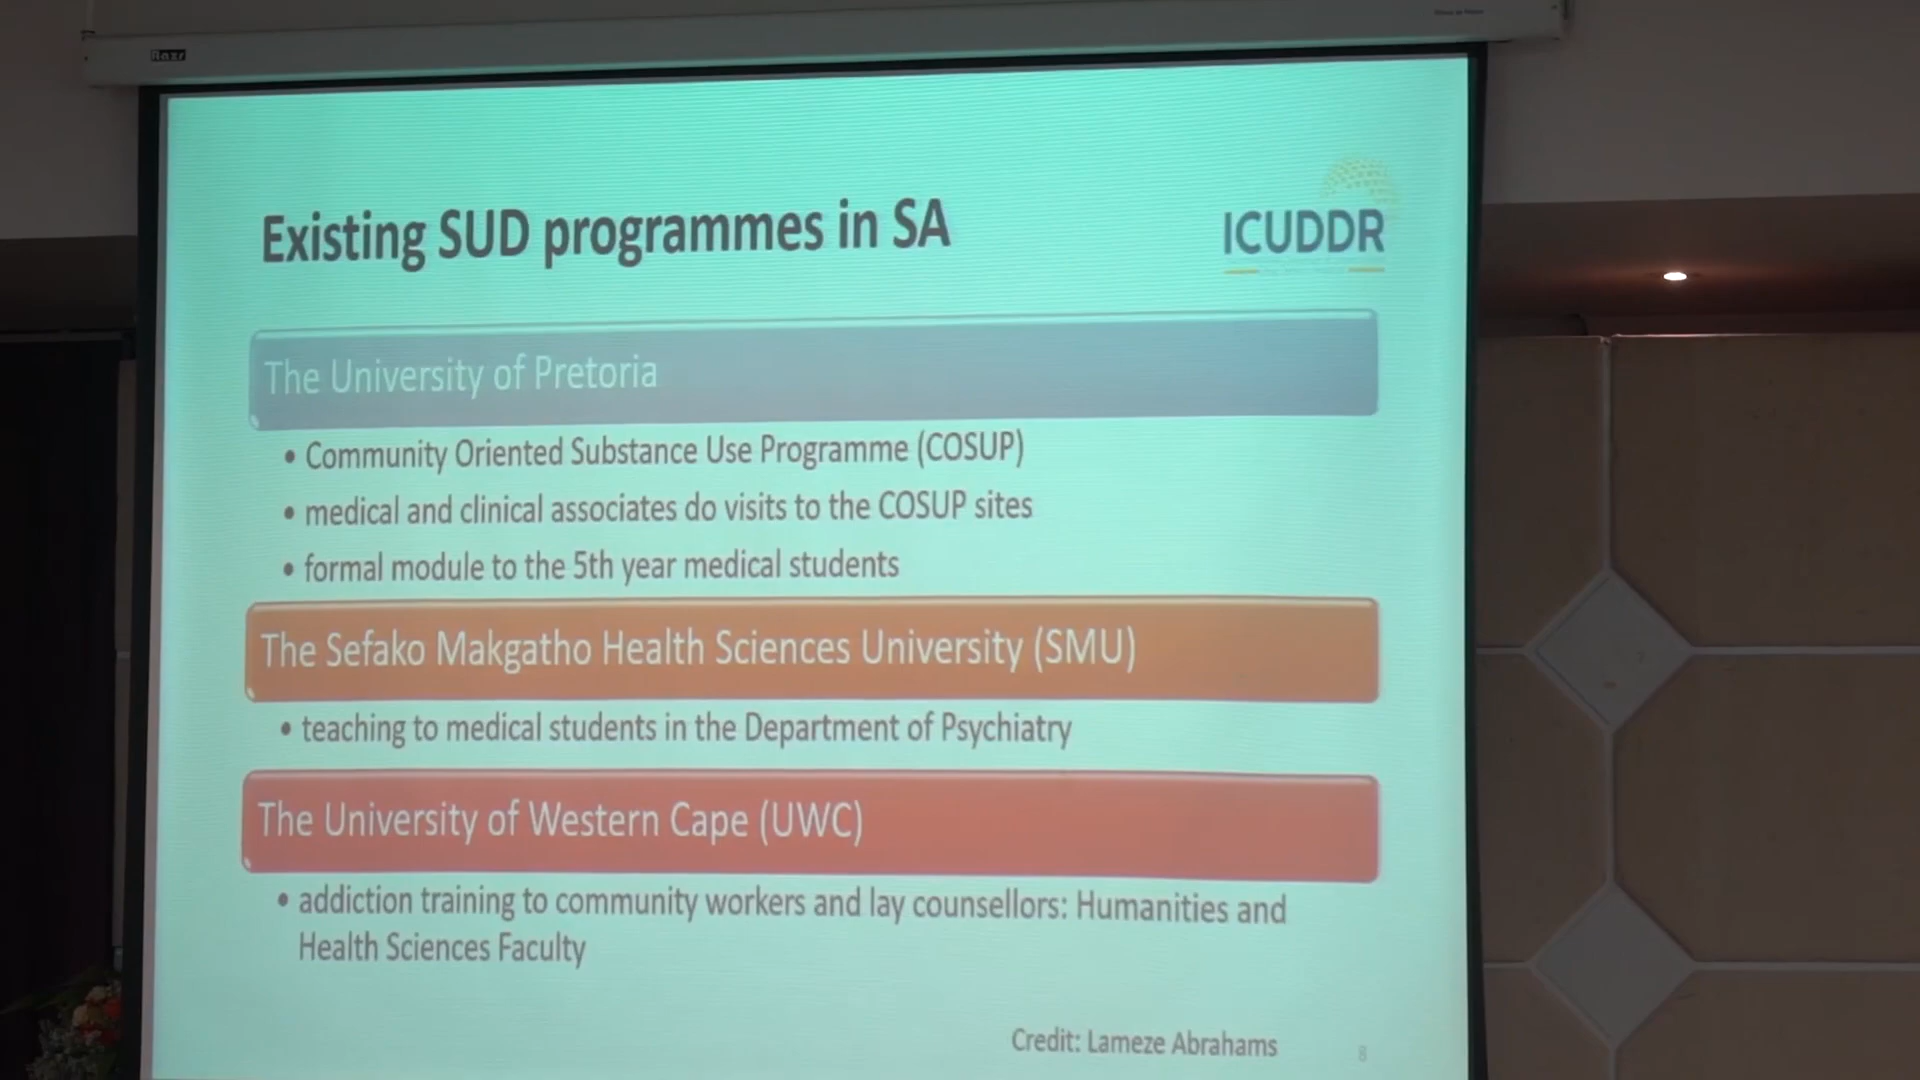 Existing SUD programmes in SA
ICUDDR
The University of Pretoria
• Community Oriented Substance Use Programme (COSUP)
• medical and clinical associates do visits to the COSUP sites
• formal module to the 5th year medical students
The Sefako Makgatho Health Sciences University (SMU)
• teaching to medical students in the Department of Psychiatry
The University of Western Cape (UWC)
• addiction training to community workers and lay counsellors: Humanities and
Health Sciences Faculty
Credit: Lameze Abrahams
8